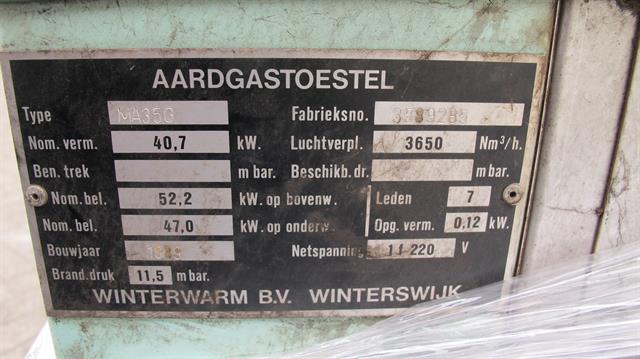 AARDGASTOESTEL
Type MA35G Fabrieksno.
Nom. verm. 40,7 kW. Luchtverpl. 3650 Nm³/h.
Ben. trek m bar. Beschikb. dr. m bar.
Nom. bel. 52,2 kW. op bovenw. Leden 7
Nom. bel. 47,0 kW. op onderw. Opg. verm. 0,12 kW.
Bouwjaar Netspanning 1 f 220 V
Brand. druk 11,5 m bar.
WINTERWARM B.V. WINTERSWIJK